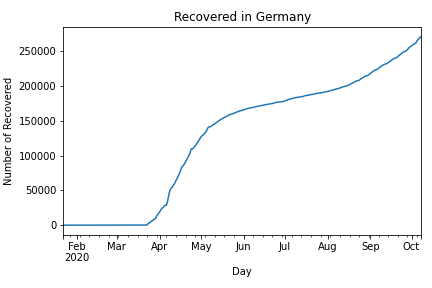 Recovered in Germany
Number of Recovered
250000
200000
150000
100000
50000
0
Feb Mar Apr May Jun Jul Aug Sep Oct
2020
Day